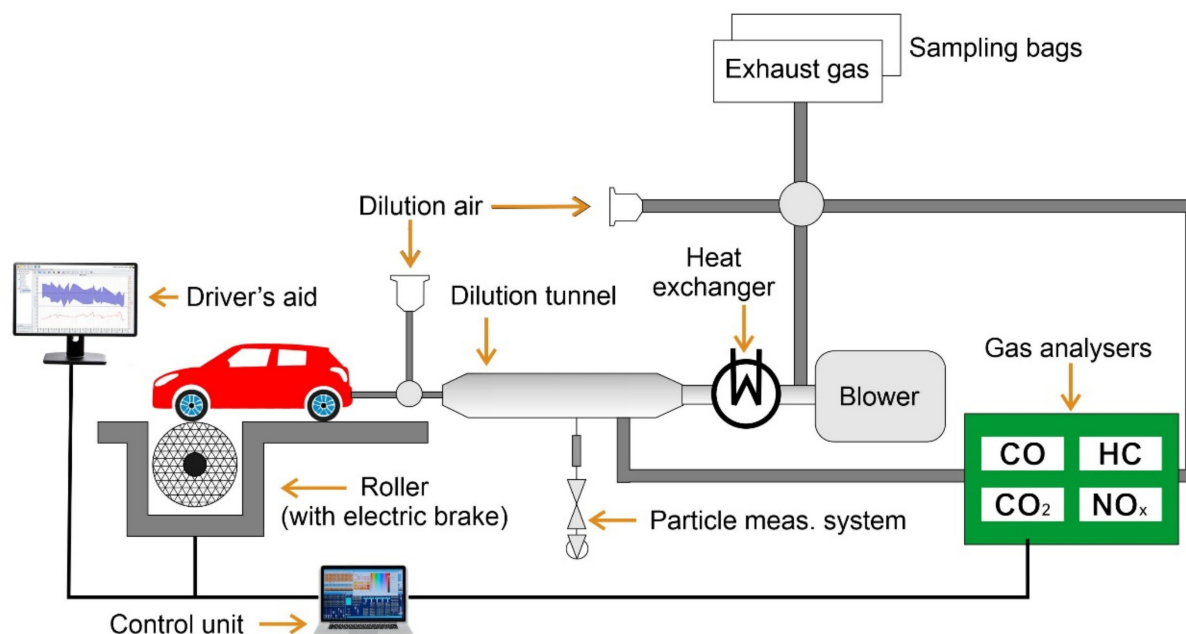 Exhaust gas
Sampling bags
Dilution air
Heat
exchanger
Driver's aid
Dilution tunnel
Gas analysers
Blower
CO
HC
CO₂
NOₓ
Roller
(with electric brake)
Particle meas. system
Control unit